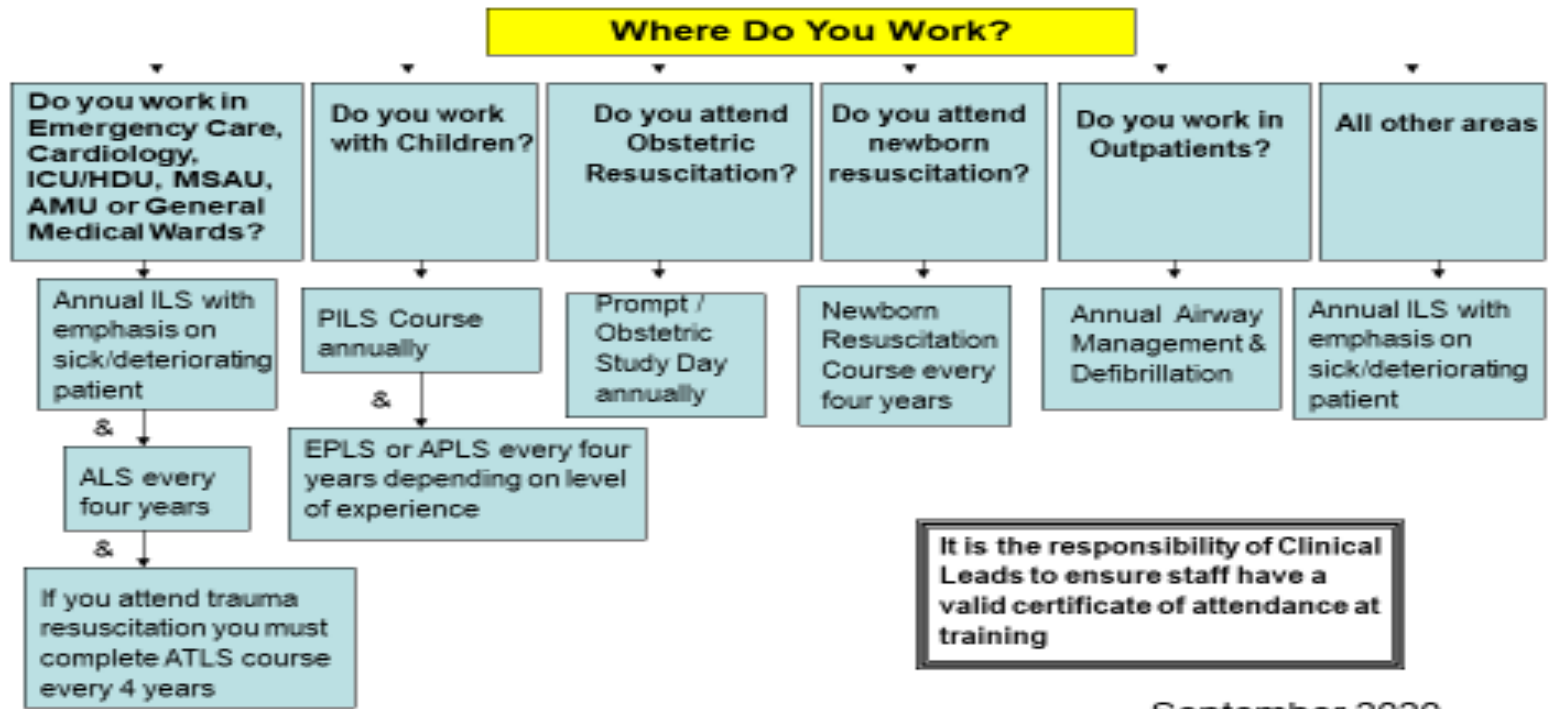 Where Do You Work?
Do you work in
Emergency Care,
Cardiology,
ICU/HDU, MSAU,
AMU or General
Medical Wards?
Do you work
with Children?
Do you attend
Obstetric
Resuscitation?
Do you attend
newborn
resuscitation?
Do you work in
Outpatients?
All other areas
Annual ILS with
emphasis on
sick/deteriorating
patient
&
ALS every
four years
&
If you attend trauma
resuscitation you must
complete ATLS course
every 4 years
PILS Course
annually
&
EPLS or APLS every four
years depending on level
of experience
Prompt /
Obstetric
Study Day
annually
Newborn
Resuscitation
Course every
four years
Annual Airway
Management &
Defibrillation
Annual ILS with
emphasis on
sick/deteriorating
patient
It is the responsibility of Clinical
Leads to ensure staff have a
valid certificate of attendance at
training
September